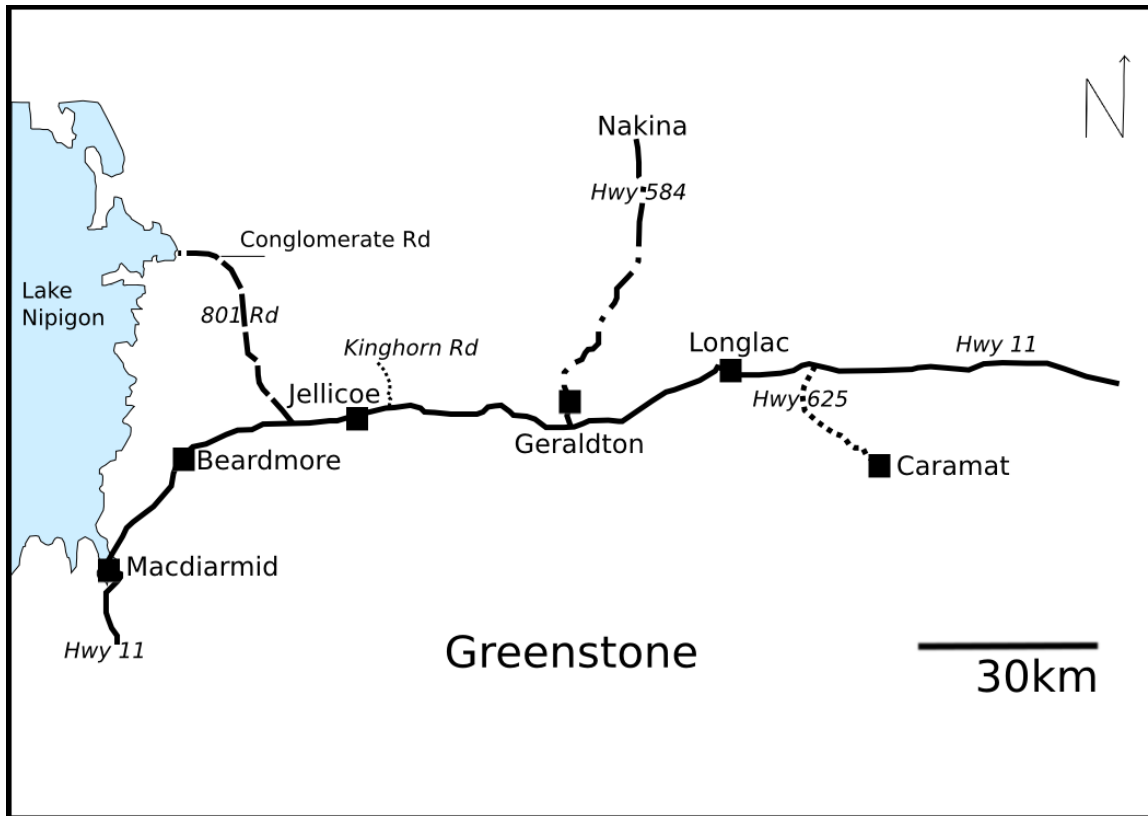 N
Nakina
Hwy 584
Conglomerate Rd
Lake
Nipigon
801 Rd
Kinghorn Rd
Longlac
Hwy 11
Jellicoe
Hwy 625
Geraldton
Beardmore
Caramat
Macdiarmid
Hwy 11
Greenstone
30km